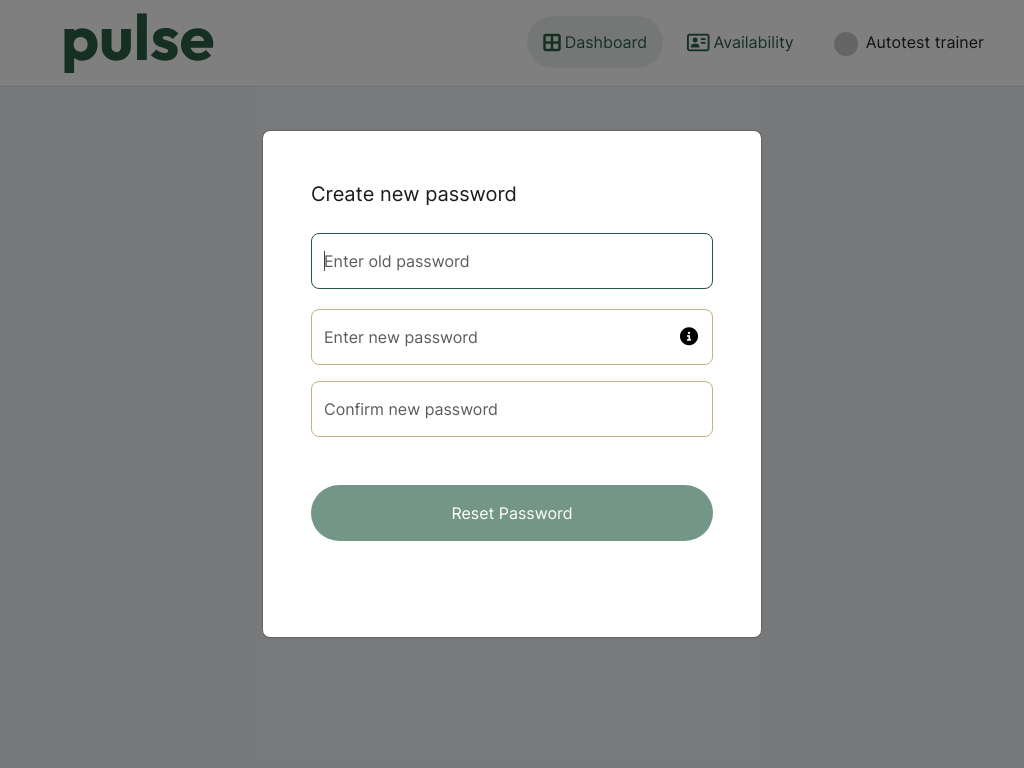 pulse
Dashboard
Availability
Autotest trainer
Create new password
Enter old password
Enter new password
Confirm new password
Reset Password